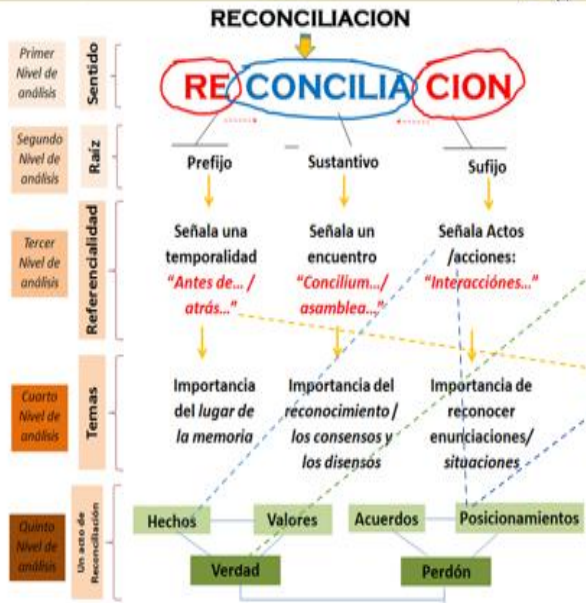 RECONCILIACION
Primer
Nivel de
análisis
Sentido
RE CONCILIA CION
Segundo
Nivel de
análisis
Raíz
Prefijo
Sustantivo
Sufijo
Tercer
Nivel de
análisis
Referencialidad
Señala una
temporalidad
“Antes de... /
atrás...”
Señala un
encuentro
“Concilium.../
asamblea...”
Señala Actos
/acciones:
“Interacciónes...”
Cuarto
Nivel de
análisis
Temas
Importancia
del lugar de
la memoria
Importancia del
reconocimiento /
los consensos y
los disensos
Importancia de
reconocer
enunciaciones/
situaciones
Quinto
Nivel de
análisis
Un acto de
Reconciliación
Hechos
Valores
Acuerdos
Posicionamientos
Verdad
Perdón